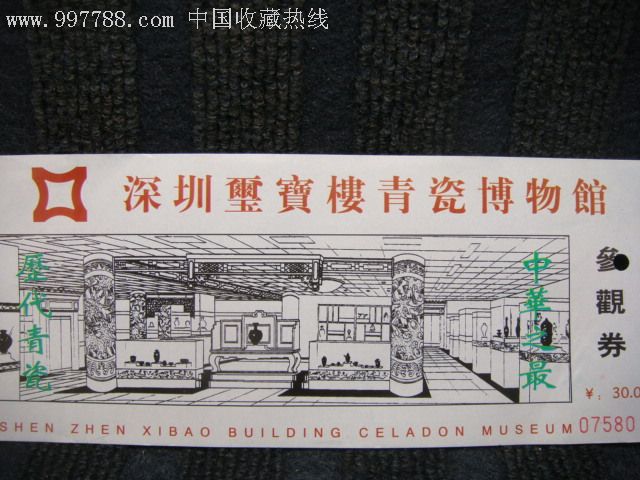 www.997788.com 中国收藏热线
深圳璽寶樓青瓷博物館
歷代青瓷
中華之最
參觀券
¥：30.0
SHEN ZHEN XIBAO BUILDING CELADON MUSEUM 07580